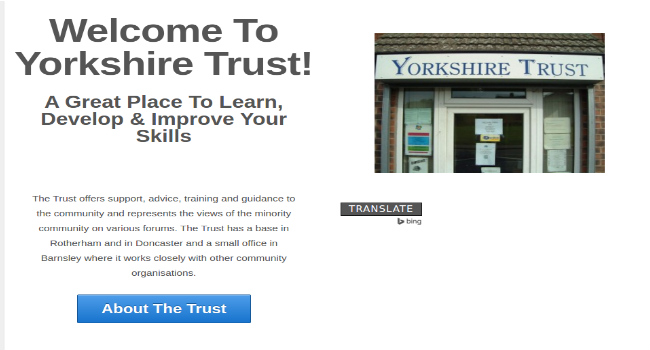 Welcome To
Yorkshire Trust!
A Great Place To Learn,
Develop & Improve Your
Skills
The Trust offers support, advice, training and guidance to
the community and represents the views of the minority
community on various forums. The Trust has a base in
Rotherham and in Doncaster and a small office in
Barnsley where it works closely with other community
organisations.
About The Trust
YORKSHIRE TRUST
TRANSLATE
bing